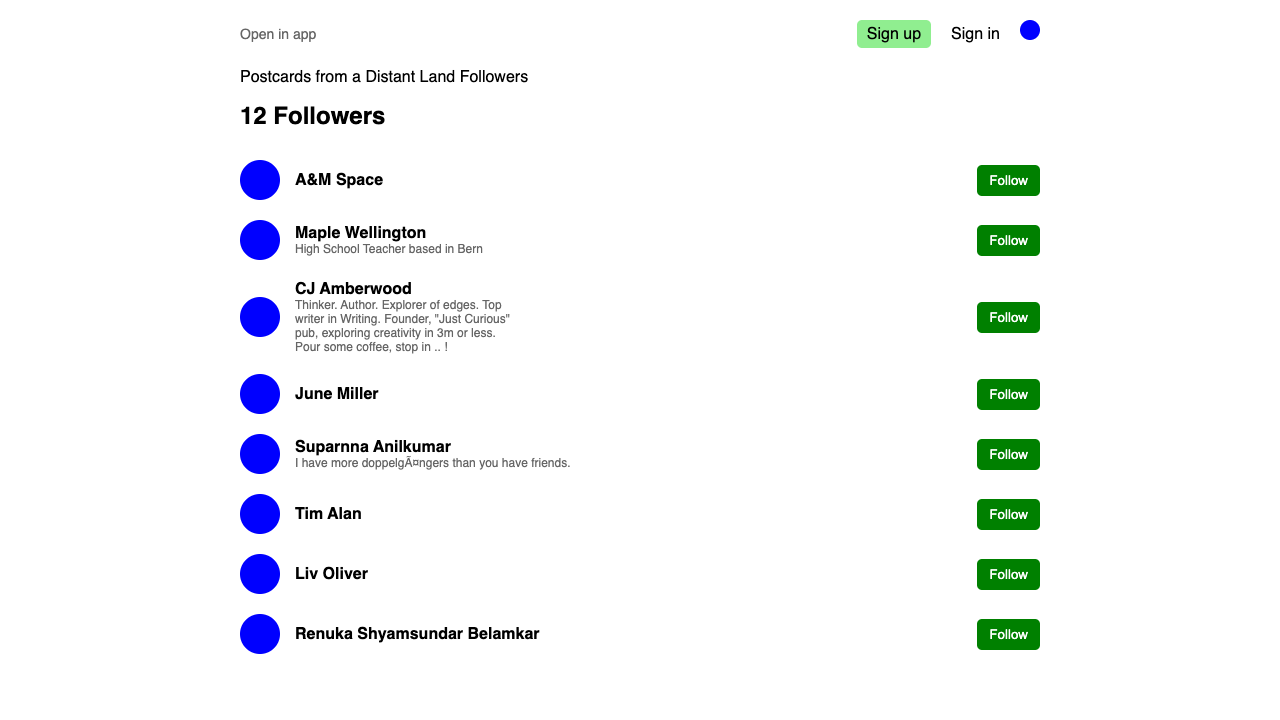 Open in app
Sign up
Sign in
Postcards from a Distant Land Followers
12 Followers
A&M Space
Follow
Maple Wellington
High School Teacher based in Bern
Follow
CJ Amberwood
Thinker. Author. Explorer of edges. Top
writer in Writing. Founder, "Just Curious"
pub, exploring creativity in 3m or less.
Pour some coffee, stop in .. !
Follow
June Miller
Follow
Suparnna Anilkumar
I have more doppelgÃ¤ngers than you have friends.
Follow
Tim Alan
Follow
Liv Oliver
Follow
Renuka Shyamsundar Belamkar
Follow